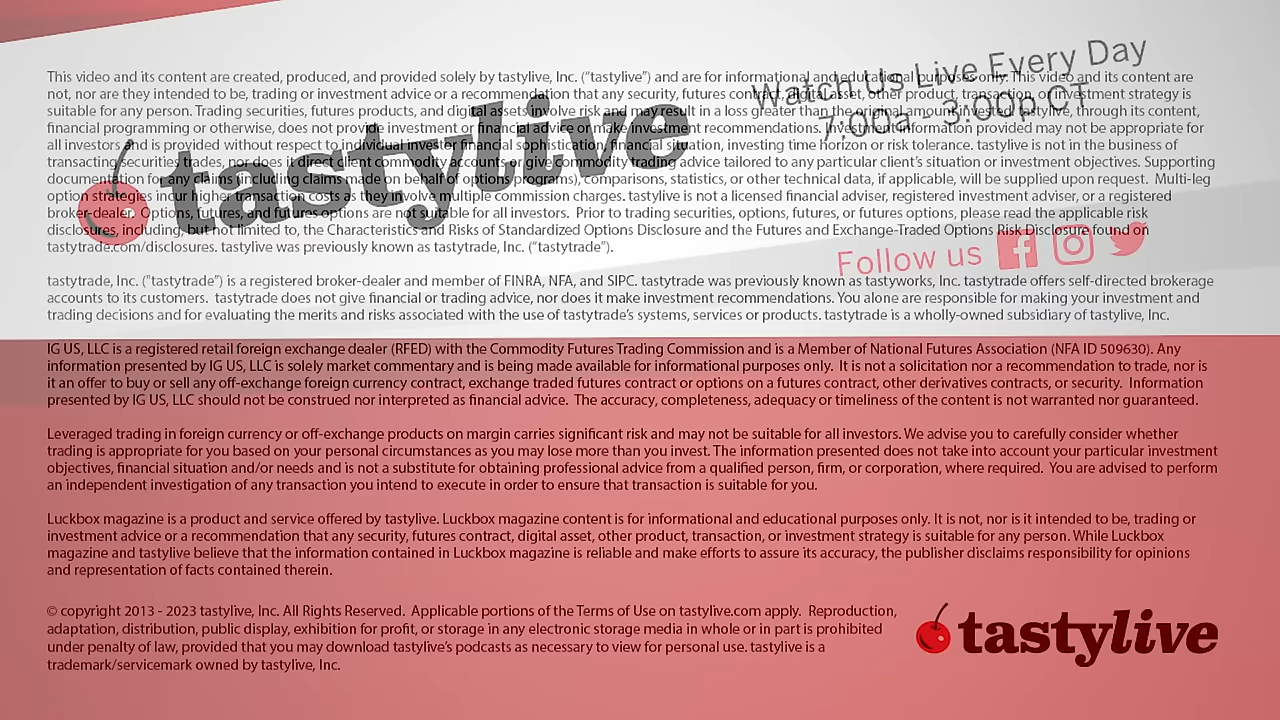 This video and its content are created, produced, and provided solely by tastylive, Inc. (“tastylive”) and are for informational and educational purposes only. This video and its content are
not, nor are they intended to be, trading or investment advice or a recommendation that any security, futures contract, digital asset, other product, transaction, or investment strategy is
suitable for any person. Trading securities, futures products, and digital assets involve risk and may result in a loss greater than the original amount invested. tastylive, through its content,
financial programming or otherwise, does not provide investment or financial advice or make investment recommendations. Investment information provided may not be appropriate for
all investors and is provided without respect to individual investor financial sophistication, financial situation, investing time horizon or risk tolerance. tastylive is not in the business of
transacting securities trades, nor does it direct client commodity accounts or give commodity trading advice tailored to any particular client’s situation or investment objectives. Supporting
documentation for any claims (including claims made on behalf of options programs), comparisons, statistics, or other technical data, if applicable, will be supplied upon request. Multi-leg
option strategies incur higher transaction costs as they involve multiple commission charges. tastylive is not a licensed financial adviser, registered investment adviser, or a registered
broker-dealer. Options, futures, and futures options are not suitable for all investors. Prior to trading securities, options, futures, or futures options, please read the applicable risk
disclosures, including, but not limited to, the Characteristics and Risks of Standardized Options Disclosure and the Futures and Exchange-Traded Options Risk Disclosure found on
tastytrade.com/disclosures. tastylive was previously known as tastytrade, Inc. (“tastytrade”).
tastylive
Watch Us Live Every Day
7:00a - 3:00p CT
Follow us
tastytrade, Inc. ("tastytrade”) is a registered broker-dealer and member of FINRA, NFA, and SIPC. tastytrade was previously known as tastyworks, Inc. tastytrade offers self-directed brokerage
accounts to its customers. tastytrade does not give financial or trading advice, nor does it make investment recommendations. You alone are responsible for making your investment and
trading decisions and for evaluating the merits and risks associated with the use of tastytrade’s systems, services or products. tastytrade is a wholly-owned subsidiary of tastylive, Inc.
IG US, LLC is a registered retail foreign exchange dealer (RFED) with the Commodity Futures Trading Commission and is a Member of National Futures Association (NFA ID 509630). Any
information presented by IG US, LLC is solely market commentary and is being made available for informational purposes only. It is not a solicitation nor a recommendation to trade, nor is
it an offer to buy or sell any off-exchange foreign currency contract, exchange traded futures contract or options on a futures contract, other derivatives contracts, or security. Information
presented by IG US, LLC should not be construed nor interpreted as financial advice. The accuracy, completeness, adequacy or timeliness of the content is not warranted nor guaranteed.
Leveraged trading in foreign currency or off-exchange products on margin carries significant risk and may not be suitable for all investors. We advise you to carefully consider whether
trading is appropriate for you based on your personal circumstances as you may lose more than you invest. The information presented does not take into account your particular investment
objectives, financial situation and/or needs and is not a substitute for obtaining professional advice from a qualified person, firm, or corporation, where required. You are advised to perform
an independent investigation of any transaction you intend to execute in order to ensure that transaction is suitable for you.
Luckbox magazine is a product and service offered by tastylive. Luckbox magazine content is for informational and educational purposes only. It is not, nor is it intended to be, trading or
investment advice or a recommendation that any security, futures contract, digital asset, other product, transaction, or investment strategy is suitable for any person. While Luckbox
magazine and tastylive believe that the information contained in Luckbox magazine is reliable and make efforts to assure its accuracy, the publisher disclaims responsibility for opinions
and representation of facts contained therein.
© copyright 2013 - 2023 tastylive, Inc. All Rights Reserved. Applicable portions of the Terms of Use on tastylive.com apply. Reproduction,
adaptation, distribution, public display, exhibition for profit, or storage in any electronic storage media in whole or in part is prohibited
under penalty of law, provided that you may download tastylive’s podcasts as necessary to view for personal use. tastylive is a
trademark/servicemark owned by tastylive, Inc.
tastylive